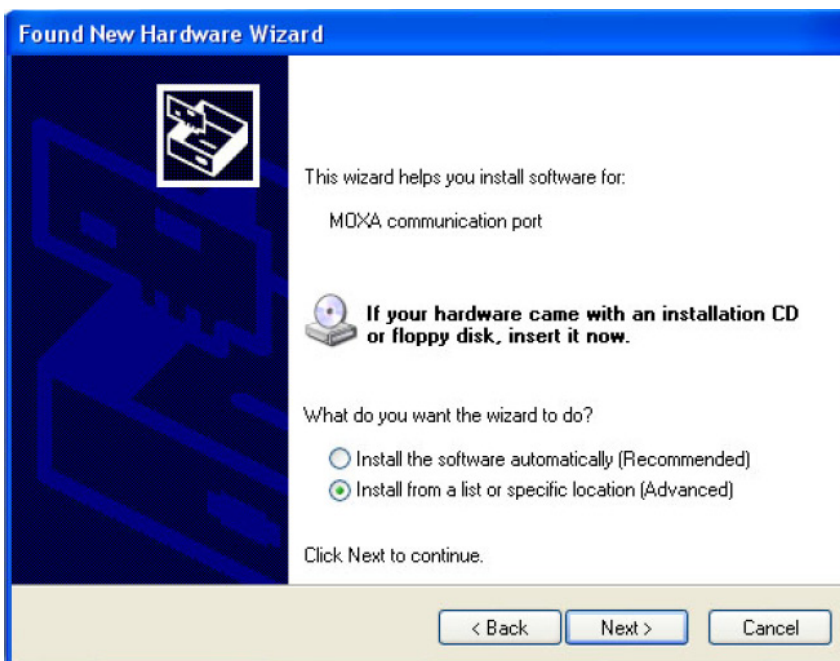 Found New Hardware Wizard
This wizard helps you install software for:
MOXA communication port
If your hardware came with an installation CD
or floppy disk, insert it now.
What do you want the wizard to do?
Install the software automatically (Recommended)
Install from a list or specific location (Advanced)
Click Next to continue.
< Back Next > Cancel